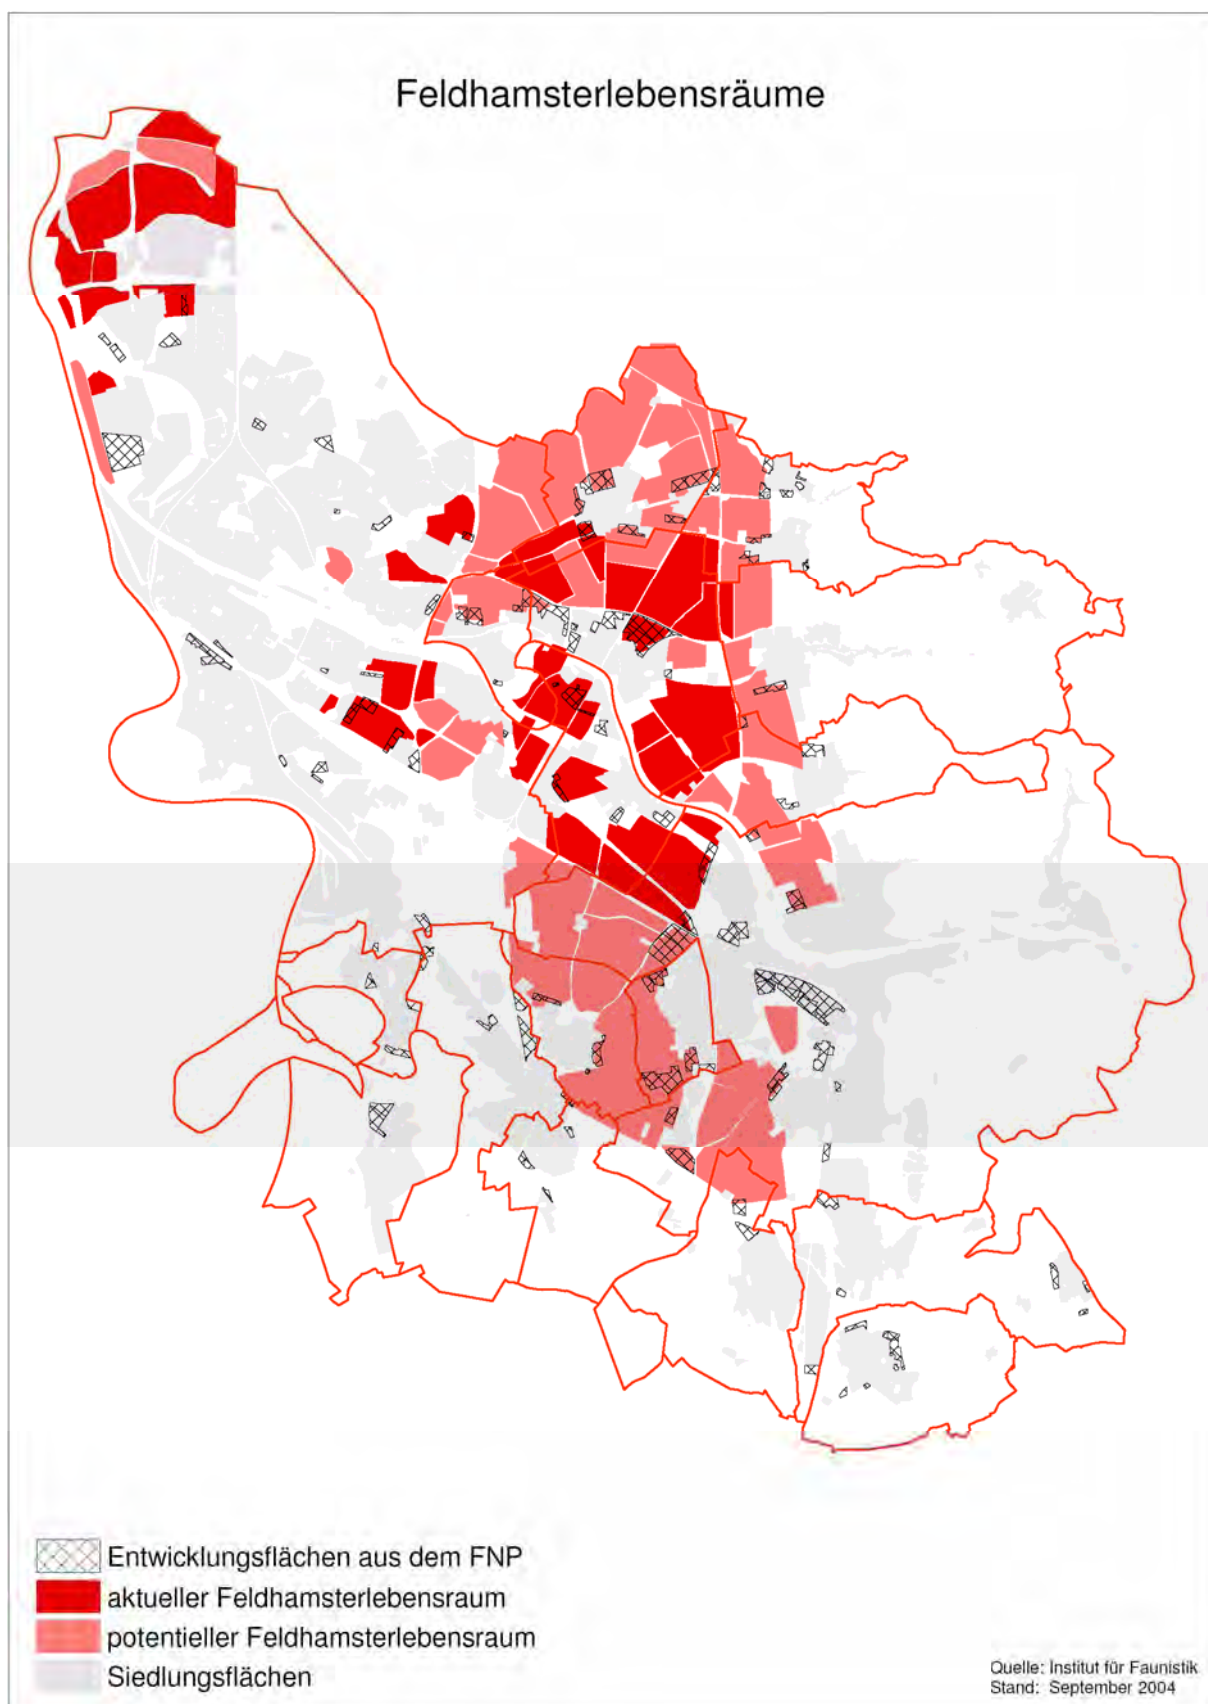 Feldhamsterlebensräume
Entwicklungsflächen aus dem FNP
aktueller Feldhamsterlebensraum
potentieller Feldhamsterlebensraum
Siedlungsflächen
Quelle: Institut für Faunistik
Stand: September 2004